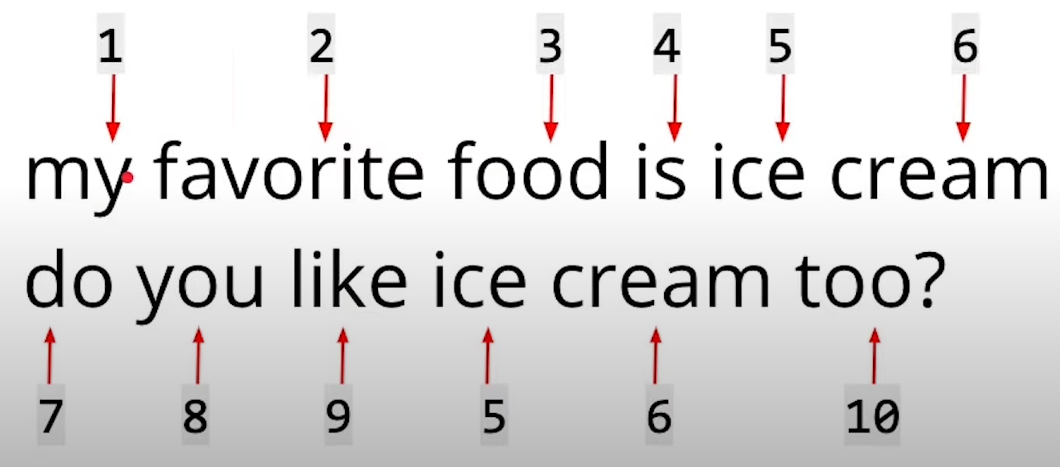 1 2 3 4 5 6
my favorite food is ice cream
do you like ice cream too?
7 8 9 5 6 10